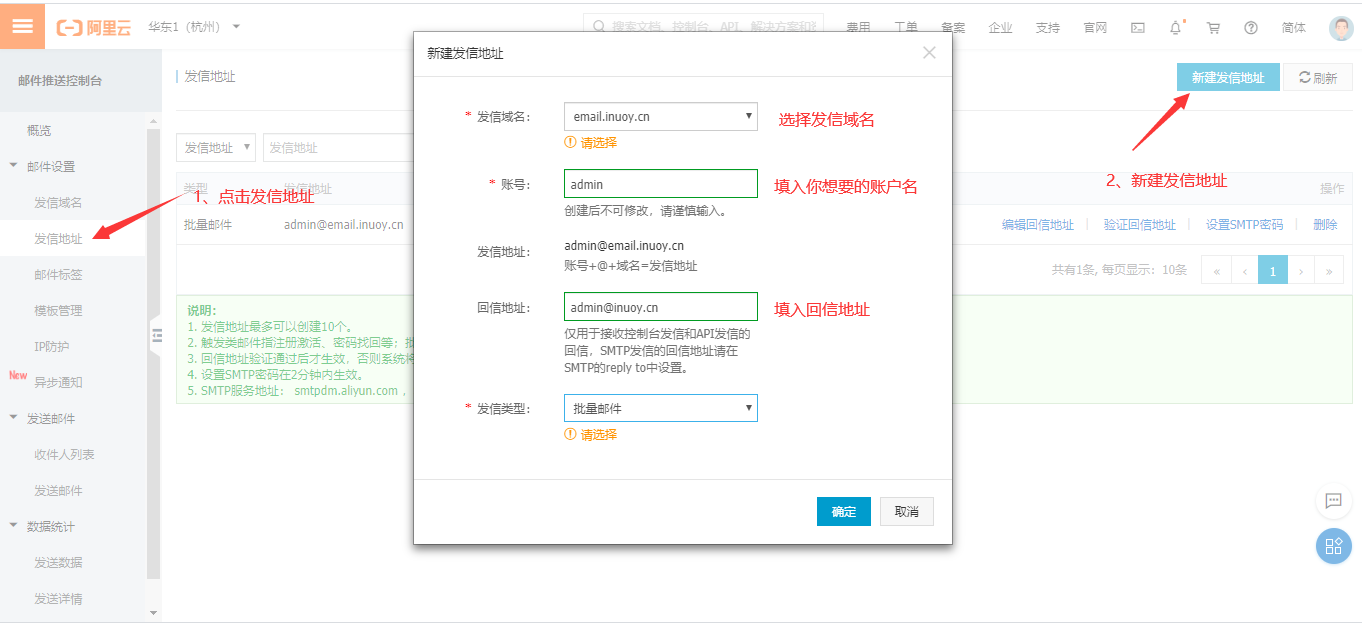 阿里云
华东1（杭州）
搜索文档、控制台、API、解决方案和
费用
工单
备案
企业
支持
官网
简体
邮件推送控制台
概览
邮件设置
发信域名
发信地址
邮件标签
模板管理
IP防护
New
异步通知
发送邮件
收件人列表
发送邮件
数据统计
发送数据
发送详情
发信地址
新建发信地址
刷新
发信地址
发信地址
类型
发信地址
操作
1、点击发信地址
2、新建发信地址
批量邮件
admin@email.inuoy.cn
编辑回信地址
验证回信地址
设置SMTP密码
删除
共有1条, 每页显示：10条
«
‹
1
›
»
说明：
1. 发信地址最多可以创建10个。
2. 触发类邮件指注册激活、密码找回等；批
3. 回信地址验证通过后才生效，否则系统将
4. 设置SMTP密码在2分钟内生效。
5. SMTP服务地址： smtpdm.aliyun.com ,
新建发信地址
* 发信域名:
email.inuoy.cn
选择发信域名
请选择
* 账号:
admin
填入你想要的账户名
创建后不可修改，请谨慎输入。
发信地址:
admin@email.inuoy.cn
账号+@+域名=发信地址
回信地址:
admin@inuoy.cn
填入回信地址
仅用于接收控制台发信和API发信的
回信，SMTP发信的回信地址请在
SMTP的reply to中设置。
* 发信类型:
批量邮件
请选择
确定
取消